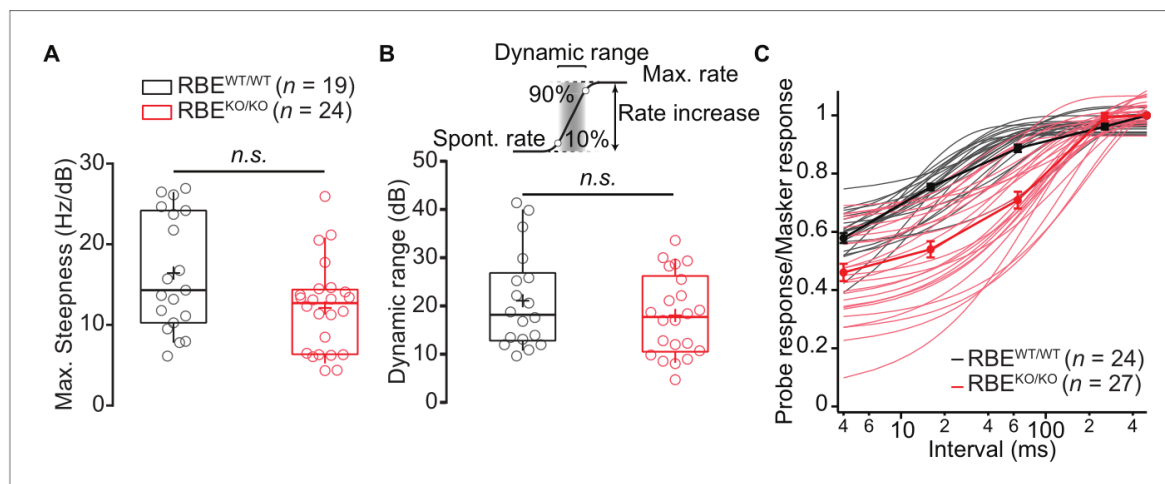 A
RBE^WT/WT (n = 19)
RBE^KO/KO (n = 24)
n.s.
Max. Steepness (Hz/dB)
30
20
10
0
B
Dynamic range
Max. rate
90%
Rate increase
Spont. rate
10%
n.s.
Dynamic range (dB)
50
40
30
20
10
0
C
Probe response/Masker response
1
0.8
0.6
0.4
0.2
0
RBE^WT/WT (n = 24)
RBE^KO/KO (n = 27)
4 6 10 2 4 6 100 2 4
Interval (ms)